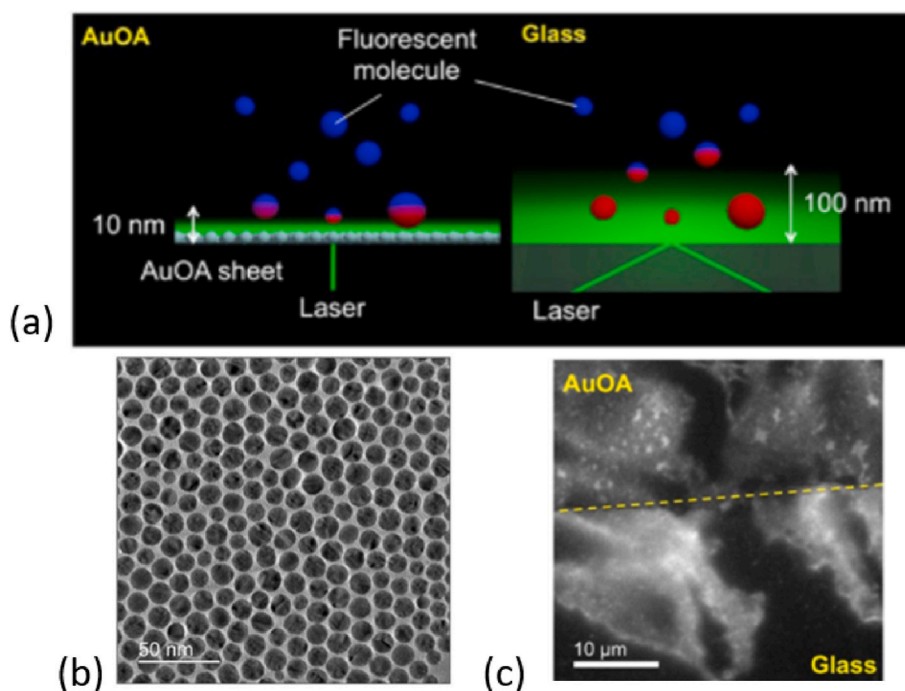 AuOA
Glass
Fluorescent
molecule
10 nm
100 nm
AuOA sheet
Laser
Laser
(a)
AuOA
50 nm
10 µm
Glass
(b)
(c)